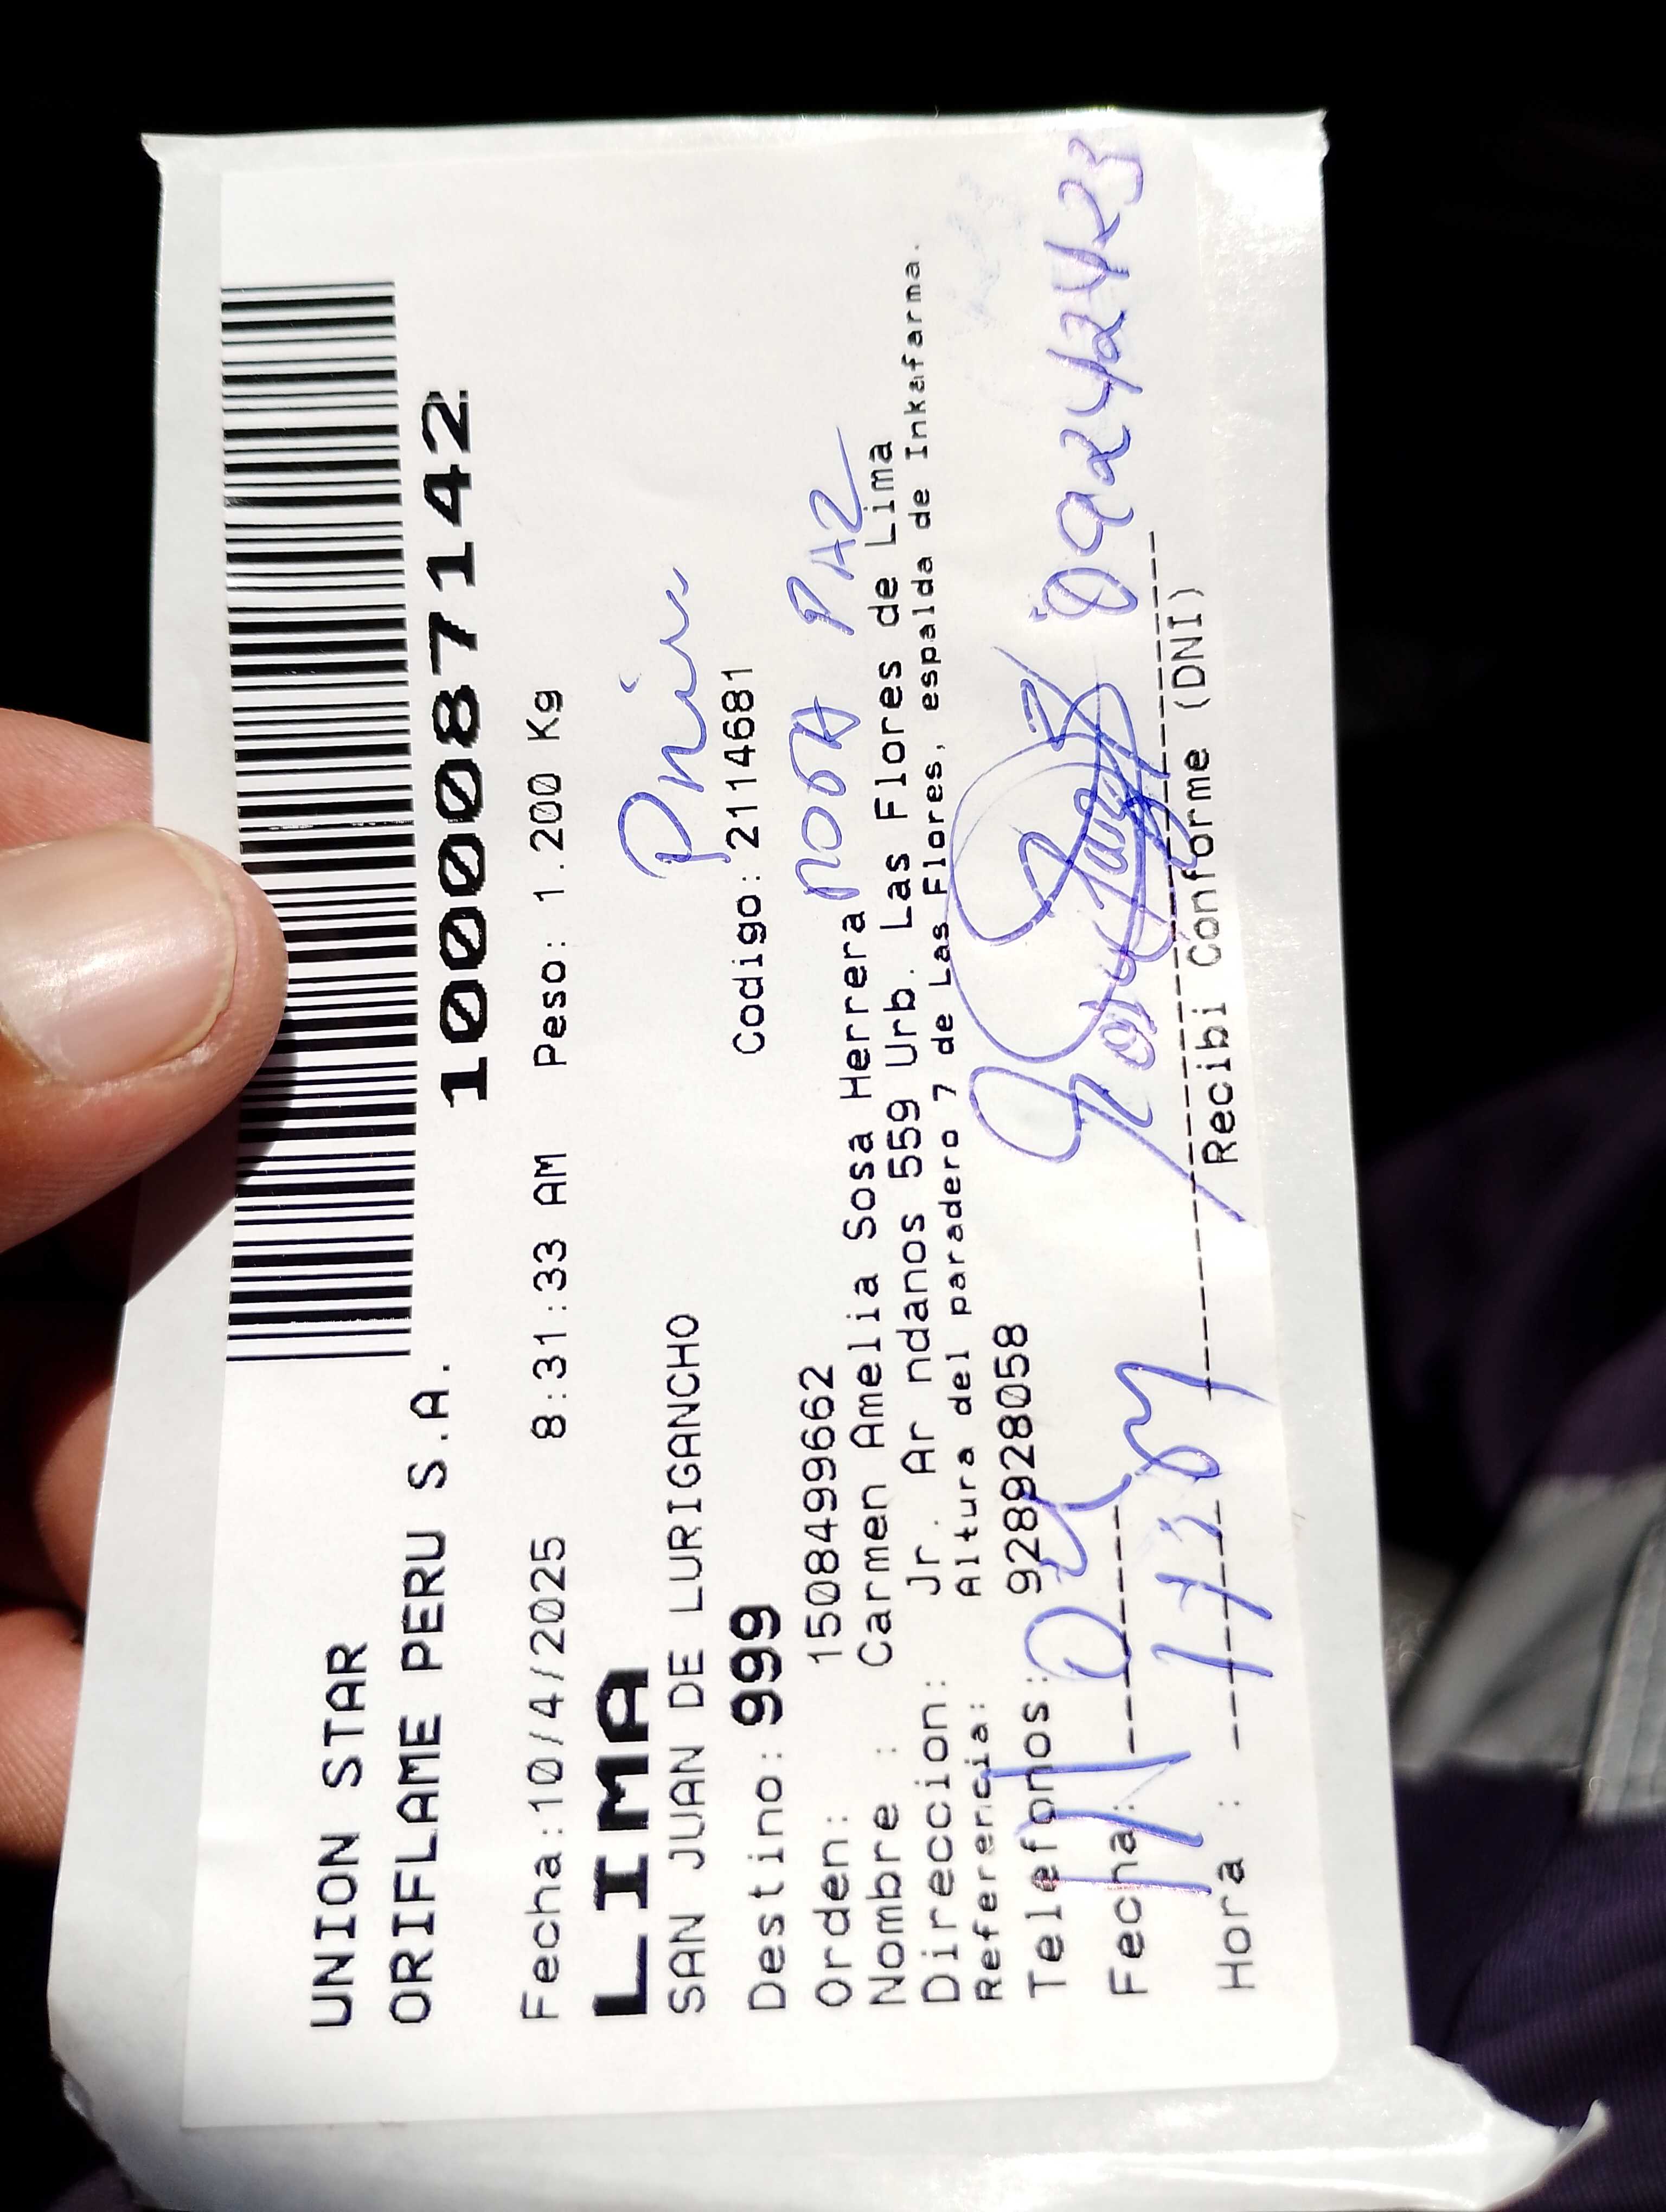 UNION STAR
ORIFLAME PERU S.A.
100087142
Fecha:10/4/2025 8:31:33 AM Peso: 1.200 Kg
LIMA
SAN JUAN DE LURIGANCHO
Destino: 999 Codigo: 2114681
Orden: 1508499662
Nombre : Carmen Amelia Sosa Herrera
PAZ
Direccion: Jr. Ar ndanos 559 Urb. Las Flores de Lima
Referencia: Altura del paradero 7 de Las Flores, espalda de Inkafarma.
Telefonos: 928928058
09242423
Fecha:
Hora :
Recibi Conforme (DNI)